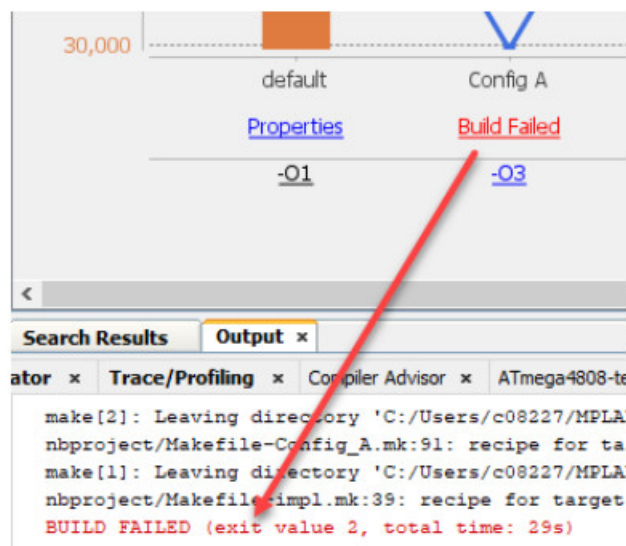 30,000
default Config A
Properties Build Failed
-O1 -O3
Search Results Output ×
ator × Trace/Profiling × Compiler Advisor × ATmega4808-te
make[2]: Leaving directory 'C:/Users/c08227/MPLA
nbproject/Makefile-Config_A.mk:91: recipe for ta
make[1]: Leaving directory 'C:/Users/c08227/MPLA
nbproject/Makefile-impl.mk:39: recipe for target
BUILD FAILED (exit value 2, total time: 29s)